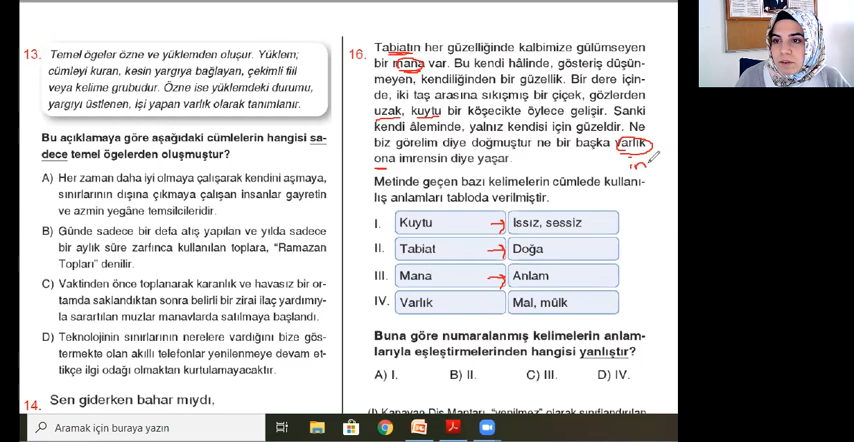 13.
Temel ögeler özne ve yüklemden oluşur. Yüklem;
cümleyi kuran, kesin yargıya bağlayan, çekimli fiil
veya kelime grubudur. Özne ise yüklemdeki durumu,
yargıyı üstlenen, işi yapan varlık olarak tanımlanır.
Bu açıklamaya göre aşağıdaki cümlelerin hangisi sa-
dece temel ögelerden oluşmuştur?
A) Her zaman daha iyi olmaya çalışarak kendini aşmaya,
sınırlarının dışına çıkmaya çalışan insanlar gayretin
ve azmin yegâne temsilcileridir.
B) Günde sadece bir defa atış yapılan ve yılda sadece
bir aylık süre zarfınca kullanılan toplara, “Ramazan
Topları” denilir.
C) Vaktinden önce toplanarak karanlık ve havasız bir or-
tamda saklandıktan sonra belirli bir zirai ilaç yardımıy-
la sarartılan muzlar manavlarda satılmaya başlandı.
D) Teknolojinin sınırlarının nerelere vardığını bize gös-
termekte olan akıllı telefonlar yenilenmeye devam et-
tikçe ilgi odağı olmaktan kurtulamayacaktır.
14.
Sen giderken bahar mıydı,
16.
Tabiatın her güzelliğinde kalbimize gülümseyen
bir mana var. Bu kendi hâlinde, gösteriş düşün-
meyen, kendiliğinden bir güzellik. Bir dere için-
de, iki taş arasına sıkışmış bir çiçek, gözlerden
uzak, kuytu bir köşecikte öylece gelişir. Sanki
kendi âleminde, yalnız kendisi için güzeldir. Ne
biz görelim diye doğmuştur ne bir başka varlık
ona imrensin diye yaşar.
in
Metinde geçen bazı kelimelerin cümlede kullanı-
lış anlamları tabloda verilmiştir.
I. Kuytu Issız, sessiz
II. Tabiat Doğa
III. Mana Anlam
IV. Varlık Mal, mülk
Buna göre numaralanmış kelimelerin anlam-
larıyla eşleştirmelerinden hangisi yanlıştır?
A) I. B) II. C) III. D) IV.
(I) Kanayan Diş Mantarı, “yenilmez” olarak sınıflandırılan
Aramak için buraya yazın